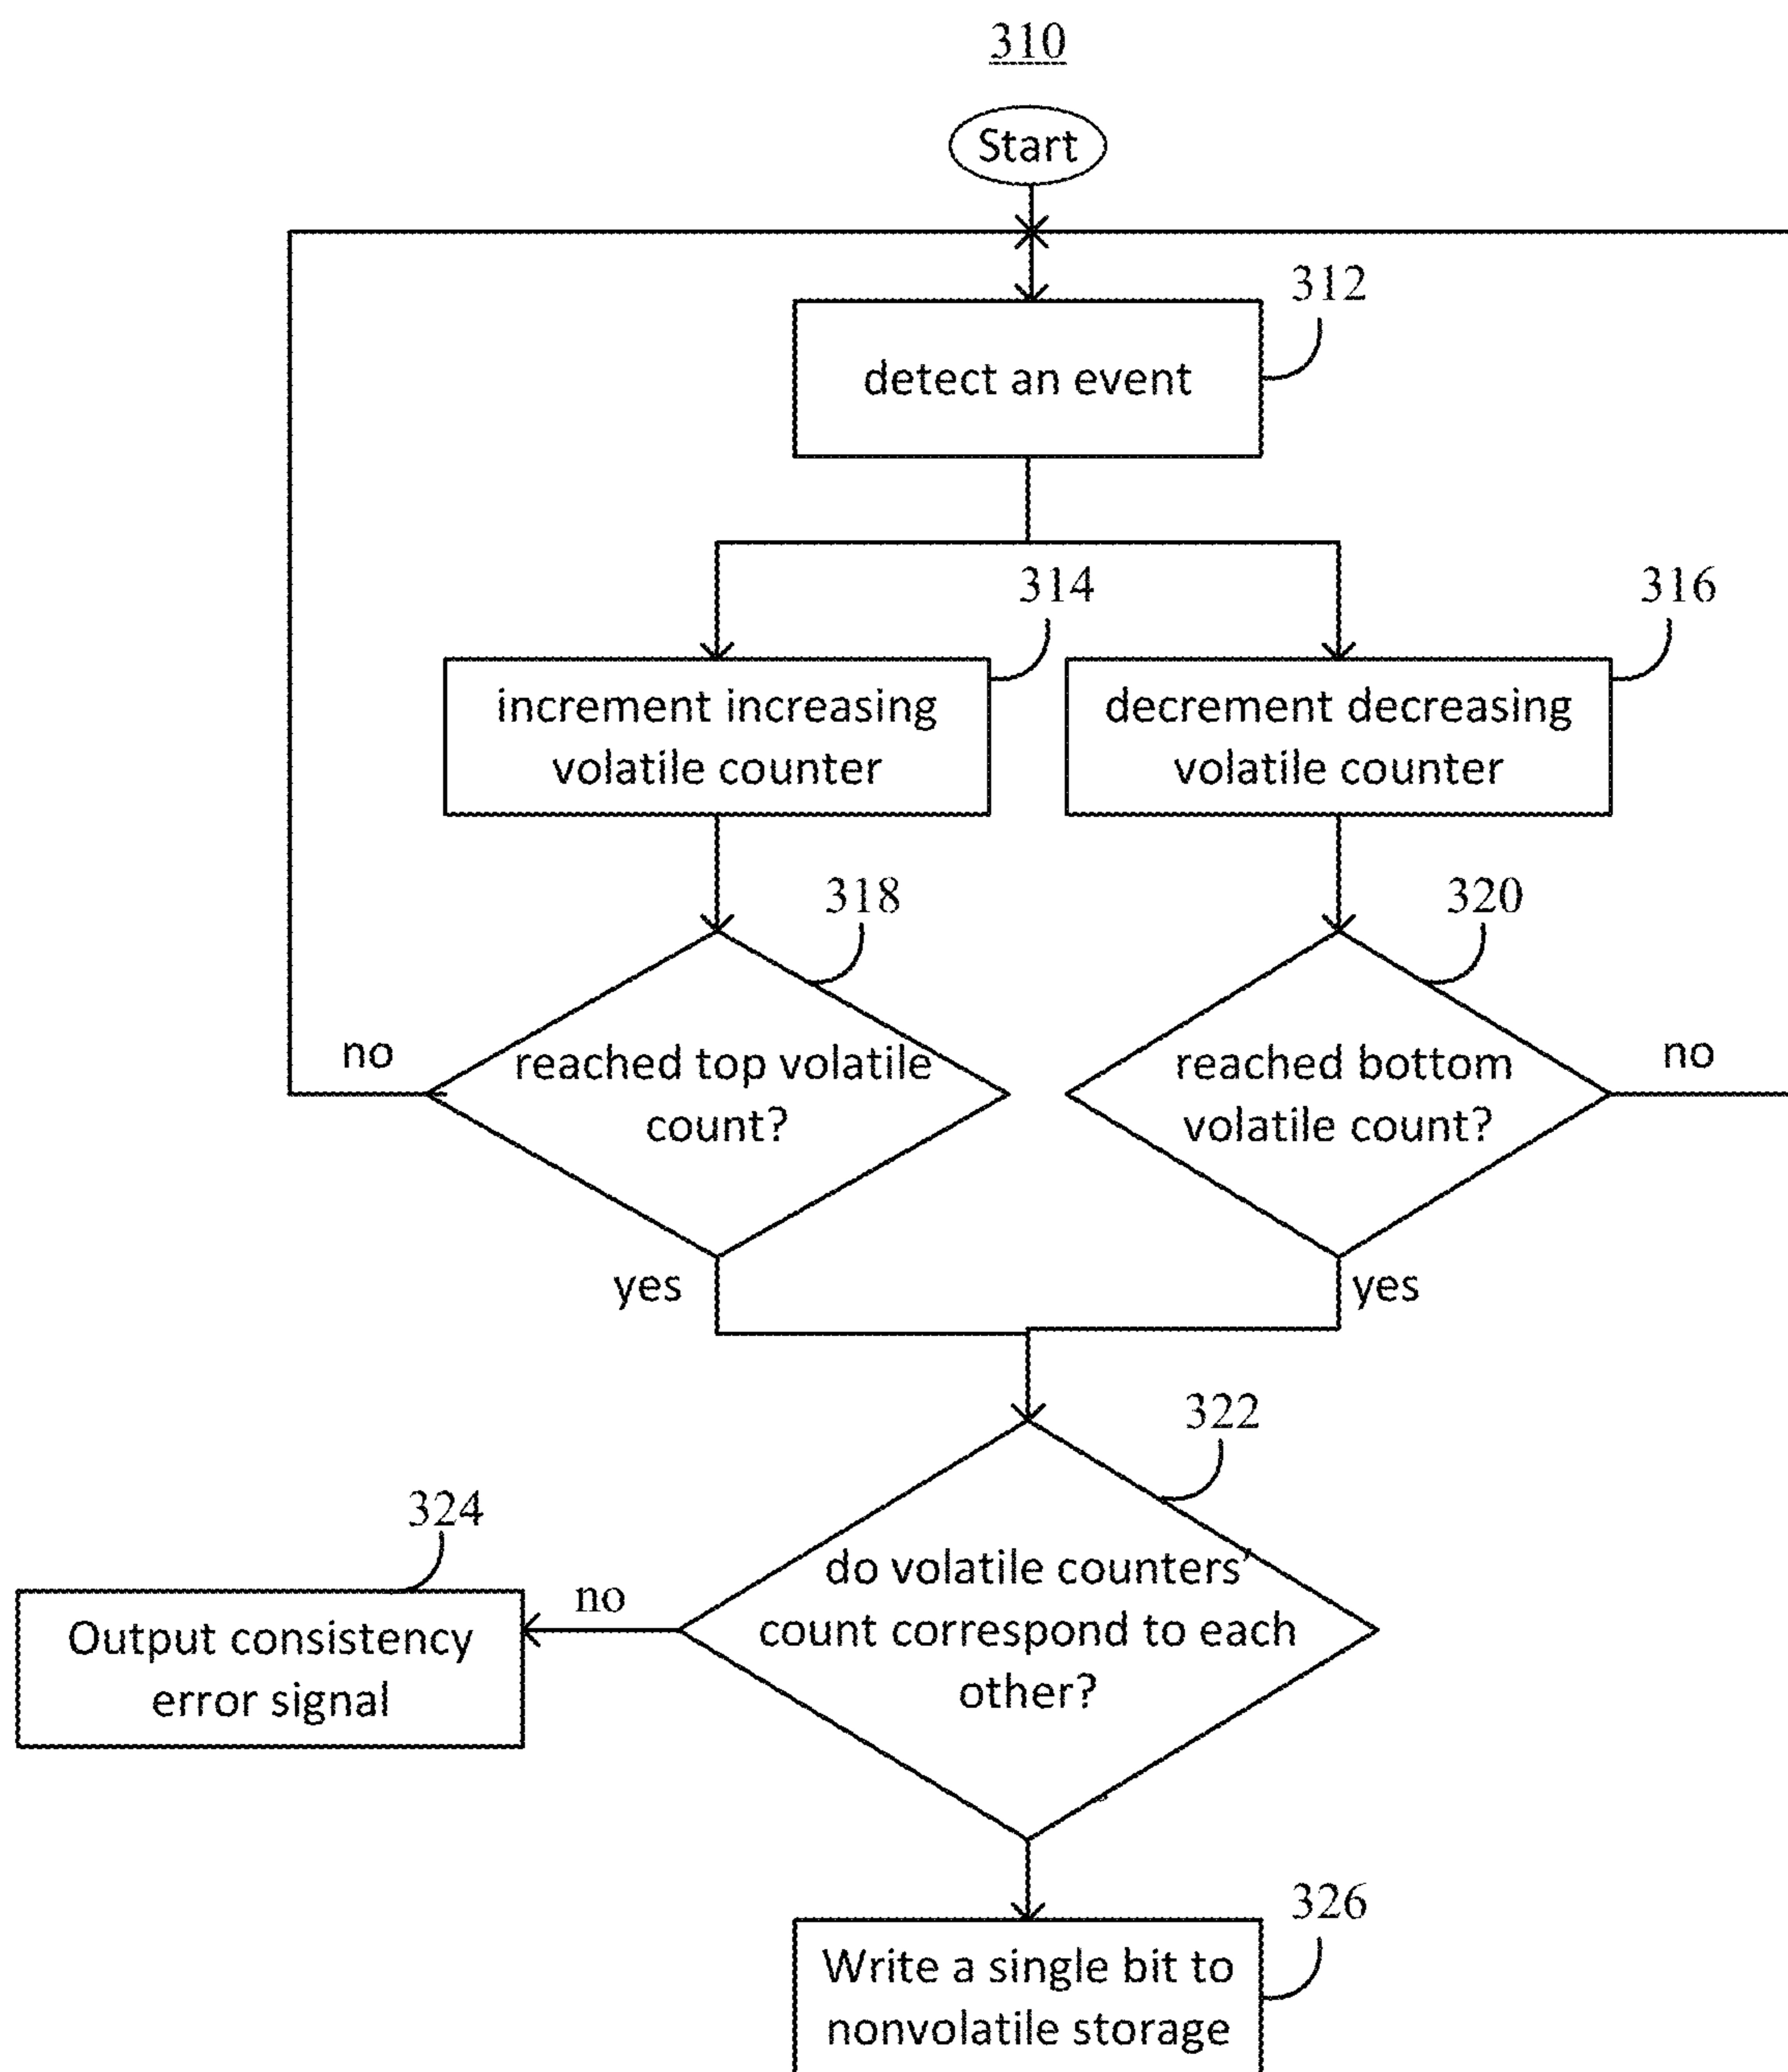 310
Start
312
detect an event
314
316
increment increasing
volatile counter
decrement decreasing
volatile counter
318
320
no
reached top volatile
count?
reached bottom
volatile count?
no
yes
yes
322
324
do volatile counters'
count correspond to each
other?
no
Output consistency
error signal
326
Write a single bit to
nonvolatile storage